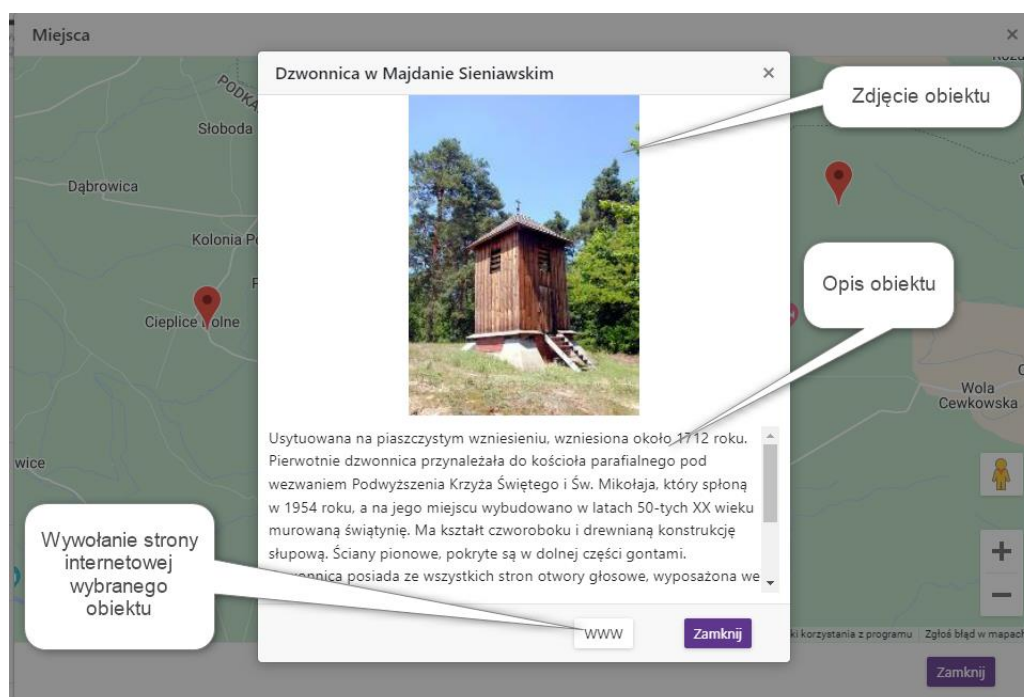 Miejsca
×
Dzwonnica w Majdanie Sieniawskim
×
Zdjęcie obiektu
Słoboda
Dąbrowica
Kolonia
Cieplice Wolne
Opis obiektu
Wola
Cewkowska
Usytuowana na piaszczystym wzniesieniu, wzniesiona około 1712 roku.
Pierwotnie dzwonnica przynależała do kościoła parafialnego pod
wezwaniem Podwyższenia Krzyża Świętego i Św. Mikołaja, który spłoną
w 1954 roku, a na jego miejscu wybudowano w latach 50-tych XX wieku
murowaną świątynię. Ma kształt czworoboku i drewnianą konstrukcję
słupową. Ściany pionowe, pokryte są w dolnej części gontami.
Dzwonnica posiada ze wszystkich stron otwory głosowe, wyposażona we
Wywołanie strony
internetowej
wybranego
obiektu
+
−
WWW
Zamknij
korzystania z programu
Zgłoś błąd w mapach
Zamknij